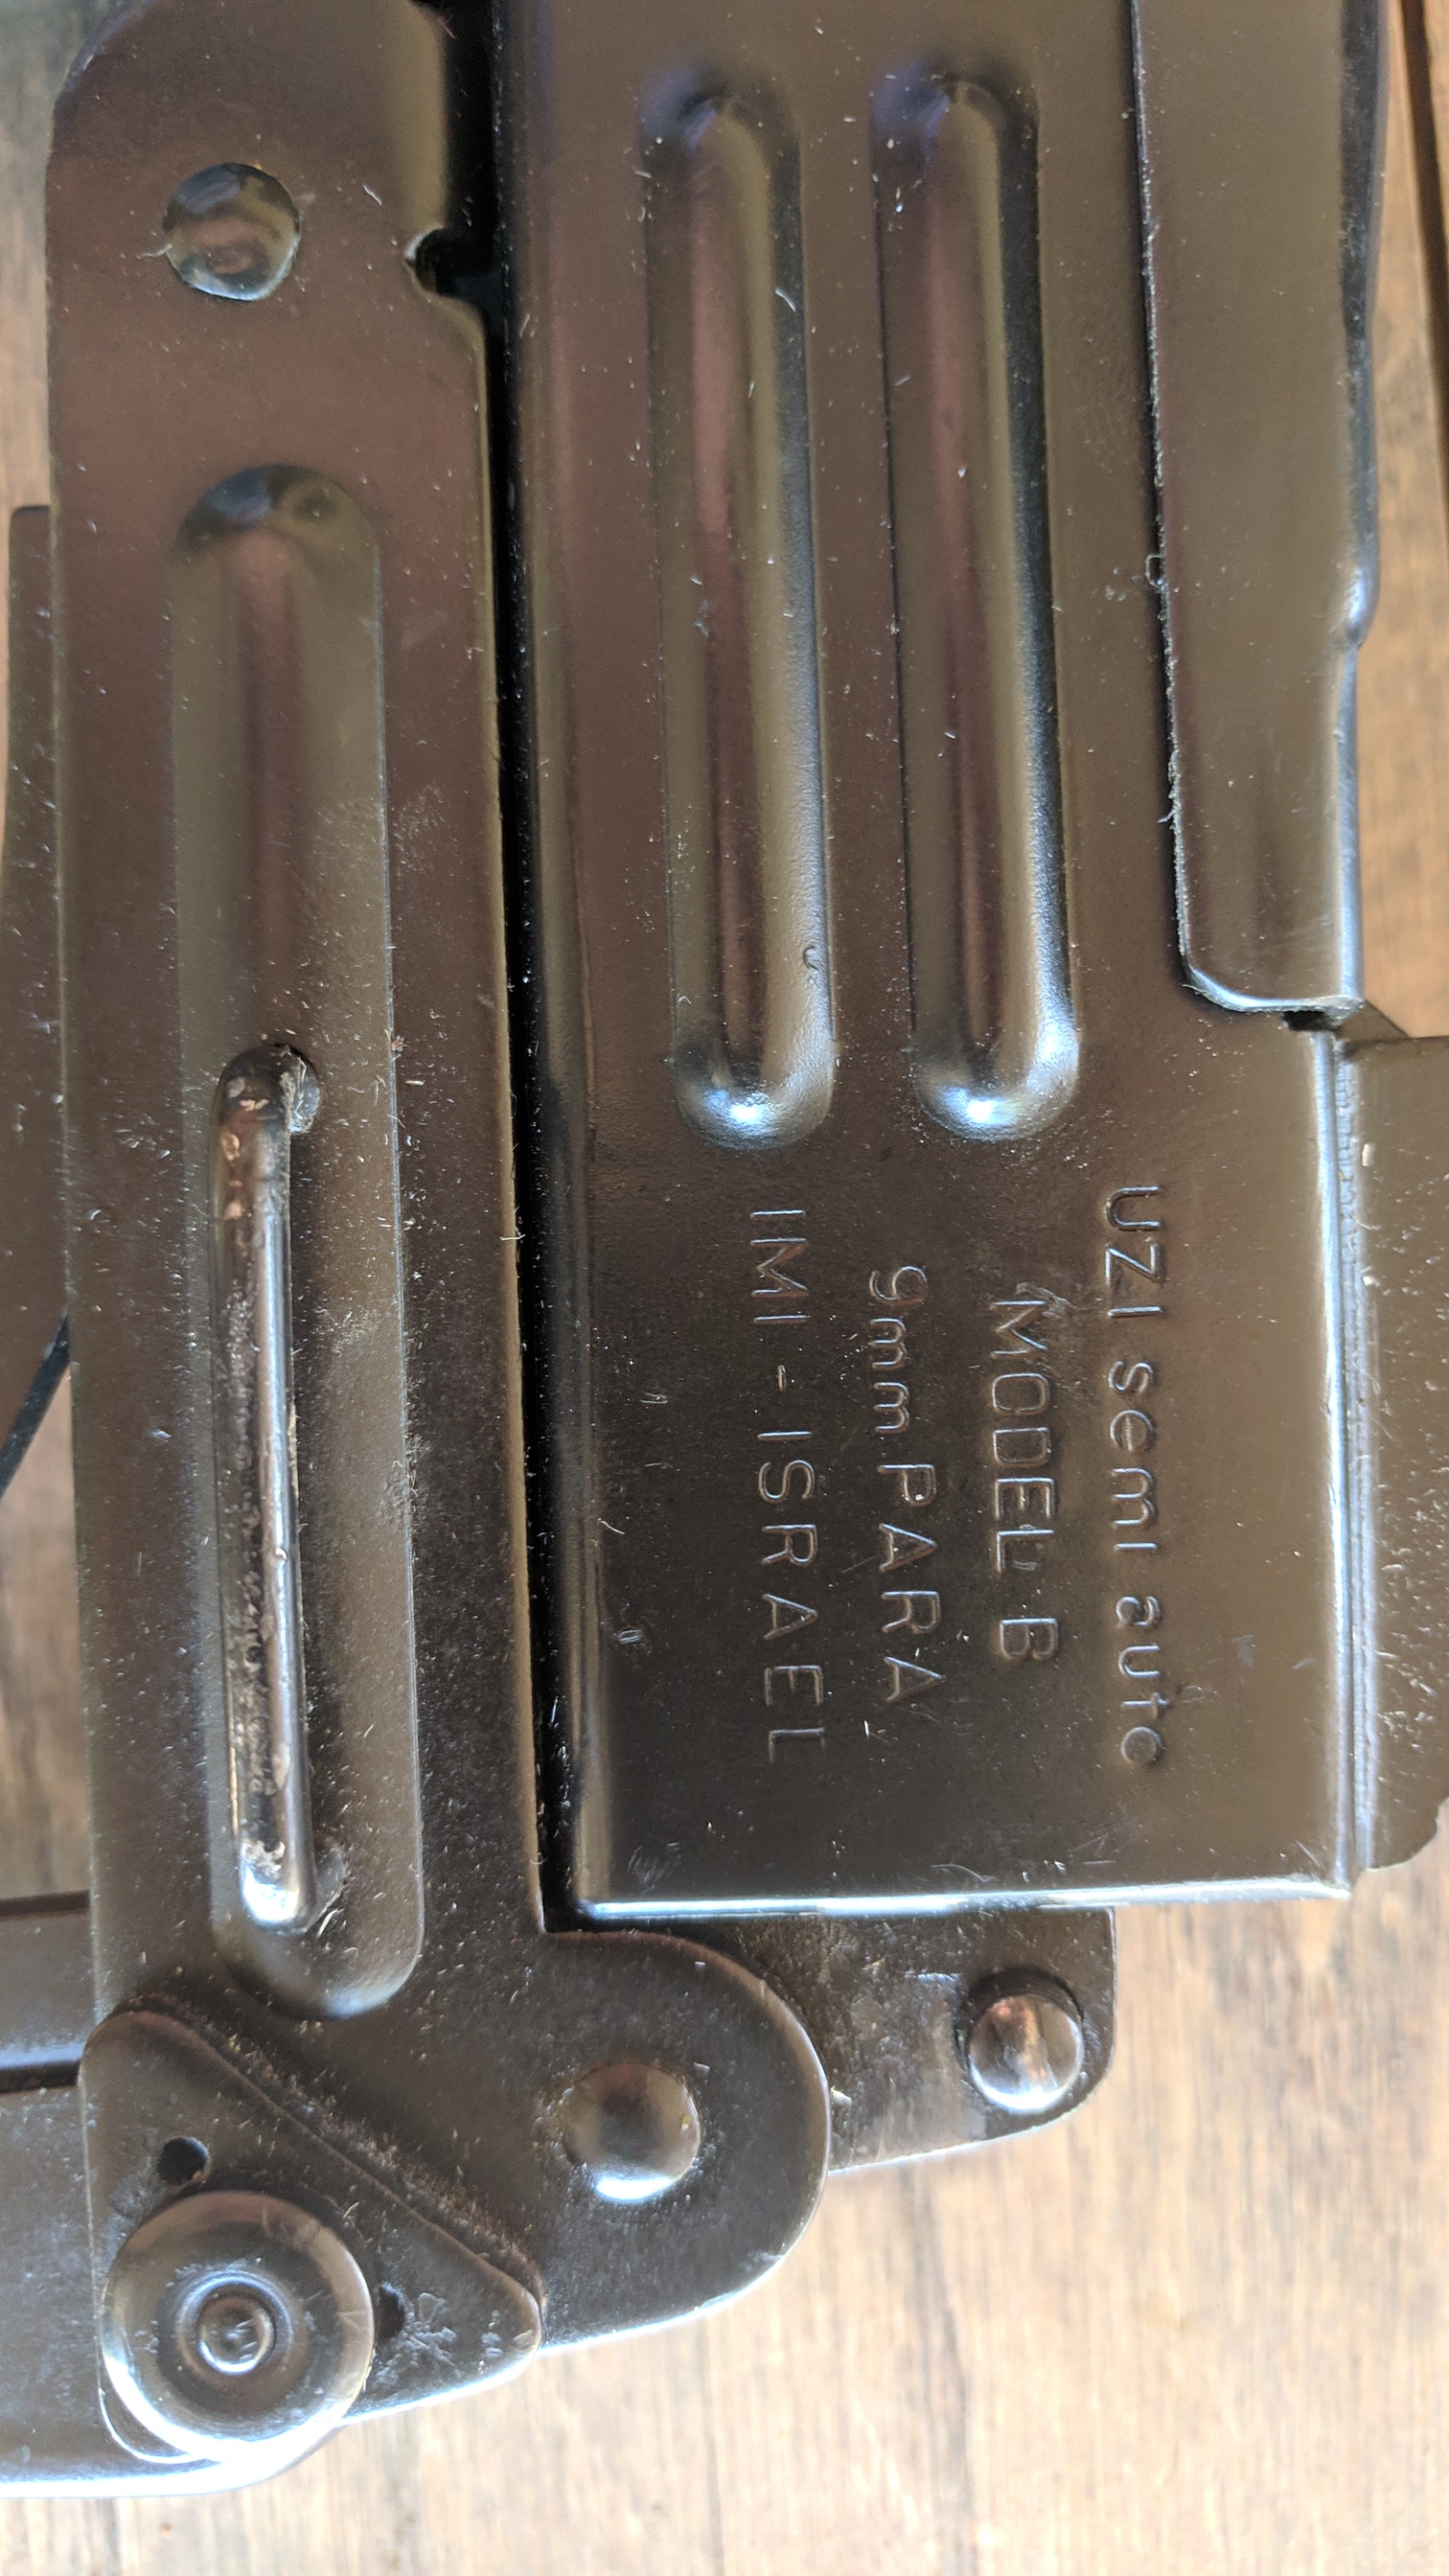 UZI semi auto
MODEL B
9mm PARA
IMI - ISRAEL